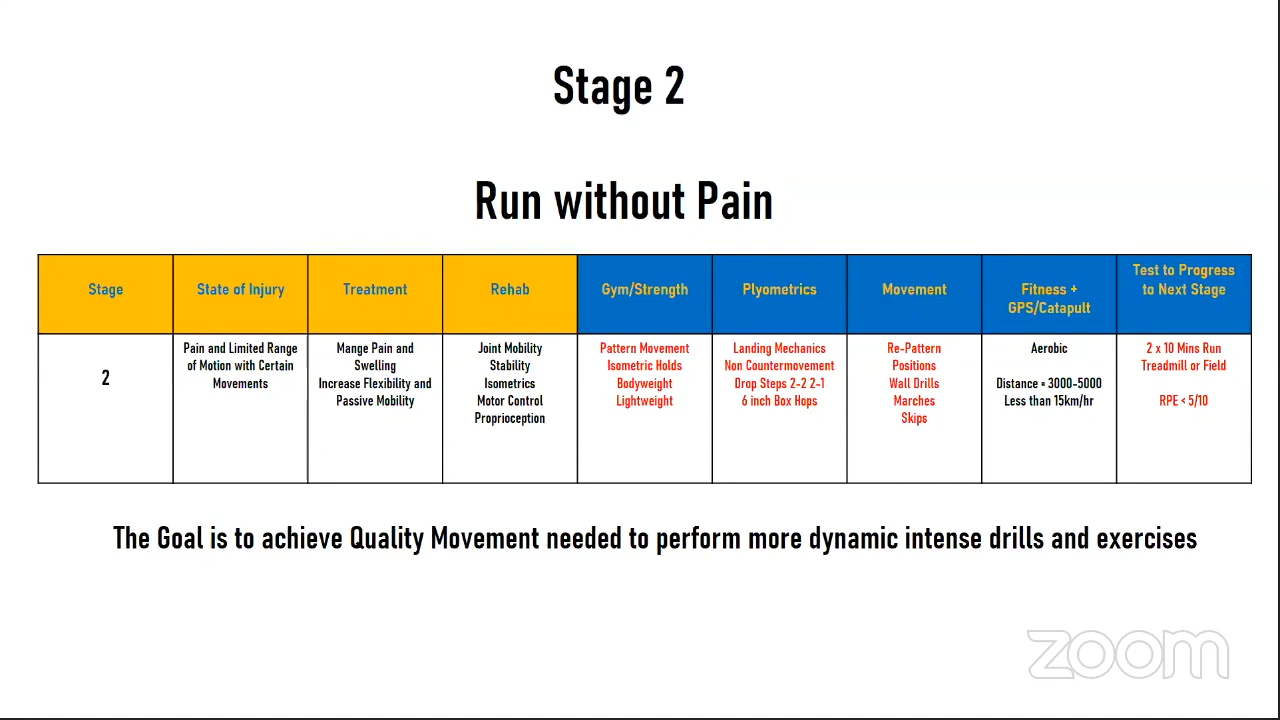 Stage 2
Run without Pain
Stage
State of Injury
Treatment
Rehab
Gym/Strength
Plyometrics
Movement
Fitness +
GPS/Catapult
Test to Progress
to Next Stage
2
Pain and Limited Range
of Motion with Certain
Movements
Mange Pain and
Swelling
Increase Flexibility and
Passive Mobility
Joint Mobility
Stability
Isometrics
Motor Control
Proprioception
Pattern Movement
Isometric Holds
Bodyweight
Lightweight
Landing Mechanics
Non Countermovement
Drop Steps 2-2 2-1
6 inch Box Hops
Re-Pattern
Positions
Wall Drills
Marches
Skips
Aerobic
Distance = 3000-5000
Less than 15km/hr
2 x 10 Mins Run
Treadmill or Field
RPE < 5/10
The Goal is to achieve Quality Movement needed to perform more dynamic intense drills and exercises
zoom